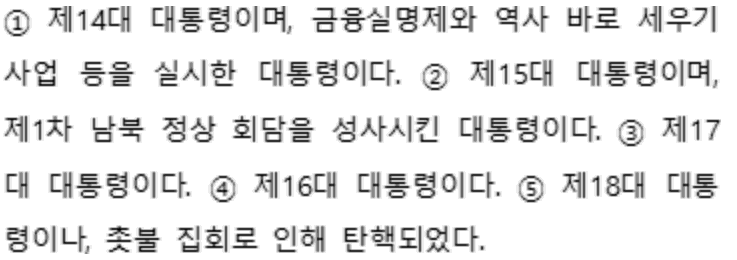 ① 제14대 대통령이며, 금융실명제와 역사 바로 세우기
사업 등을 실시한 대통령이다. ② 제15대 대통령이며,
제1차 남북 정상 회담을 성사시킨 대통령이다. ③ 제17
대 대통령이다. ④ 제16대 대통령이다. ⑤ 제18대 대통
령이나, 촛불 집회로 인해 탄핵되었다.